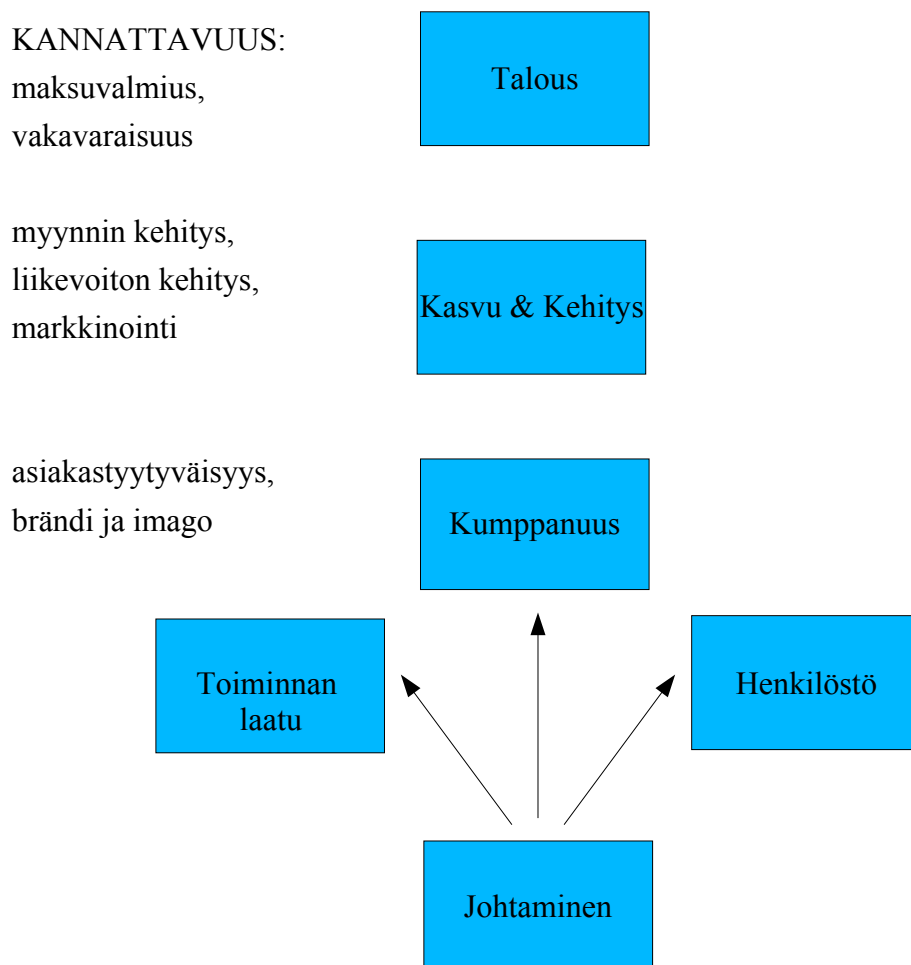 KANNATTAVUUS:
maksuvalmius,
vakavaraisuus
Talous
myynnin kehitys,
liikevoiton kehitys,
markkinointi
Kasvu & Kehitys
asiakastyytyväisyys,
brändi ja imago
Kumppanuus
Toiminnan
laatu
Henkilöstö
Johtaminen